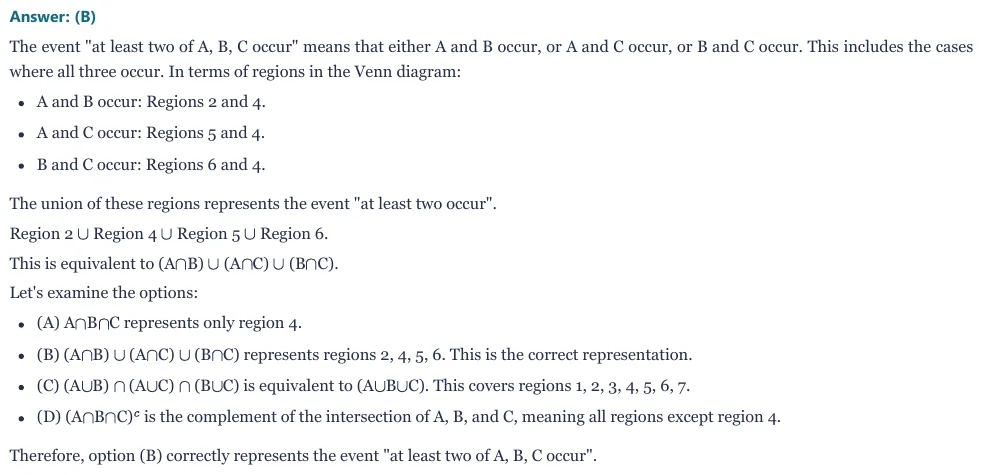 Answer: (B)
The event "at least two of A, B, C occur" means that either A and B occur, or A and C occur, or B and C occur. This includes the cases
where all three occur. In terms of regions in the Venn diagram:
• A and B occur: Regions 2 and 4.
• A and C occur: Regions 5 and 4.
• B and C occur: Regions 6 and 4.
The union of these regions represents the event "at least two occur".
Region 2 ∪ Region 4 ∪ Region 5 ∪ Region 6.
This is equivalent to (A∩B) ∪ (A∩C) ∪ (B∩C).
Let's examine the options:
• (A) A∩B∩C represents only region 4.
• (B) (A∩B) ∪ (A∩C) ∪ (B∩C) represents regions 2, 4, 5, 6. This is the correct representation.
• (C) (A∪B) ∩ (A∪C) ∩ (B∪C) is equivalent to (A∪B∪C). This covers regions 1, 2, 3, 4, 5, 6, 7.
• (D) (A∩B∩C)ᶜ is the complement of the intersection of A, B, and C, meaning all regions except region 4.
Therefore, option (B) correctly represents the event "at least two of A, B, C occur".